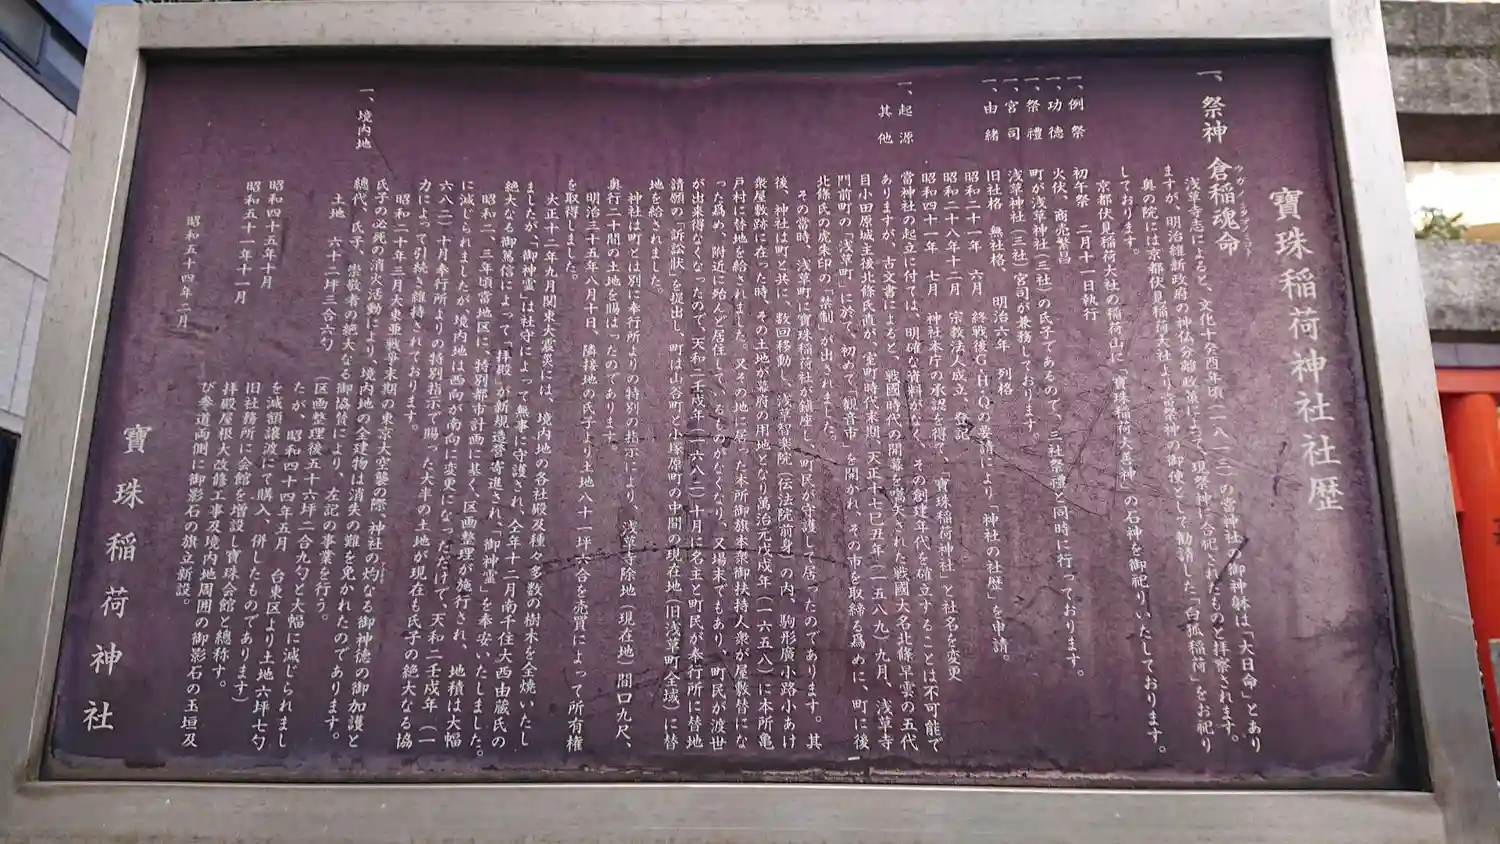 寶珠稲荷神社社歴
一、祭神 倉稲魂命
ウガノミタマノミコト
浅草寺志によると、文化十癸酉年頃(一八一三)の當神社の御神躰は「大日命」とあり
ますが、明治維新政府の神仏分離政策によって、現祭神に合祀されたものと拝察されます。
奥の院には京都伏見稲荷大社より主祭神の御使として勧請した「白狐稲荷」をお祀り
しております。
京都伏見稲荷大社の稲荷山に「寶珠稲荷大善神」の石神を御祀りいたしております。
一、例祭 初午祭 二月十一日執行
一、功徳 火伏、商売繁昌
一、祭禮 町が浅草神社(三社)の氏子であるので、三社祭禮と同時に行っております。
一、宮司 浅草神社(三社)宮司が兼務しております。
一、由緒 旧社格 無社格、 明治六年 列格
昭和二十一年 六月 終戦後G・H・Qの要請により「神社の社歴」を申請。
昭和二十八年十二月 宗教法人成立、登記
昭和四十一年 七月 神社本庁の承認を得て、「寶珠稲荷神社」と社名を変更
一、起源 當神社の起立に付ては、明確な資料がなく、その創建年代を確立することは不可能で
其他 ありますが、古文書によると、戦國時代の開幕を噶矢された戦國大名北條早雲の五代
目小田原城主後北條氏直が、室町時代末期(天正十七巳丑年(一五八九)九月、浅草寺
門前町の「浅草町」に於て、初めて「観音市」を開かれ、その市を取締る為めに、町に後
北條氏の虎朱印の「禁制」が出されました。
その當時、浅草町に寶珠稲荷社が鎮座し、町民が守護して居ったのであります。其
後、神社は町と共に、数回移動し、浅草智楽院(伝法院前身)の内、駒形廣小路小あけ
衆屋敷跡に在った時、その土地が幕府の用地となり萬治元戊戌年(一六五八)に本所亀
戸村に替地を給されました。又その地に居った本所御旗本衆御扶持人衆が屋敷替にな
った為め、附近に殆んど居住しているものがなくなり、又場末でもあり、町民が渡世
が出来得なくなったので、天和二壬戌年(一六八二)十月に名主と町民が奉行所に替地
請願の「訴訟状」を提出し、町は山谷町と小塚原町の中間の現在地(旧浅草町全域)に替
地を給されました。
神社は町とは別に奉行所よりの特別の指示により、浅草寺除地(現在地)間口九尺、
奥行二十間の土地を賜はったのであります。
明治三十五年八月十日、隣接地の氏子より土地八十一坪六合を売買によって所有権
を取得しました。
大正十二年九月関東大震災には、境内地の各社殿及種々多数の樹木を全焼いたし
ましたが、「御神霊」は社守によって無事に守護され、仝年十二月南千住大西由蔵氏の
絶大なる御篤信によって「拝殿」が新規造営寄進され、「御神霊」を奉安いたしました。
昭和二、三年頃當地区に、特別都市計画に基く、区画整理が施行され、地積は大幅
に減じられましたが、境内地は西向が南向に変更になっただけで、天和二壬戌年(一
六八二)十月奉行所よりの特別指示で賜った大半の土地が現在も氏子の絶大なる協
力によって引続き維持されております。
昭和二十年三月大東亜戦争末期の東京大空襲の際、神社の灼なる御神徳の御加護と
氏子の必死の消火活動により、境内地の全建物は消失の難を免かれたのであります。
総代、氏子、崇敬者の絶大なる御協賛により、左記の事業を行う。
一、境内地 土地 六十二坪三合六勺 (区画整理後五十六坪二合九勺と大幅に減じられまし
たが、昭和四十四年五月 台東区より土地六坪七勺
を減額譲渡にて購入、併したものであります)
昭和四十五年十月 旧社務所に会館を増設し寶珠会館と總称す。
昭和五十一年十一月 拝殿屋根大改修工事及境内地周囲の御影石の玉垣及
び参道両側に御影石の旗立新設。
昭和五十四年二月
寶珠稲荷神社